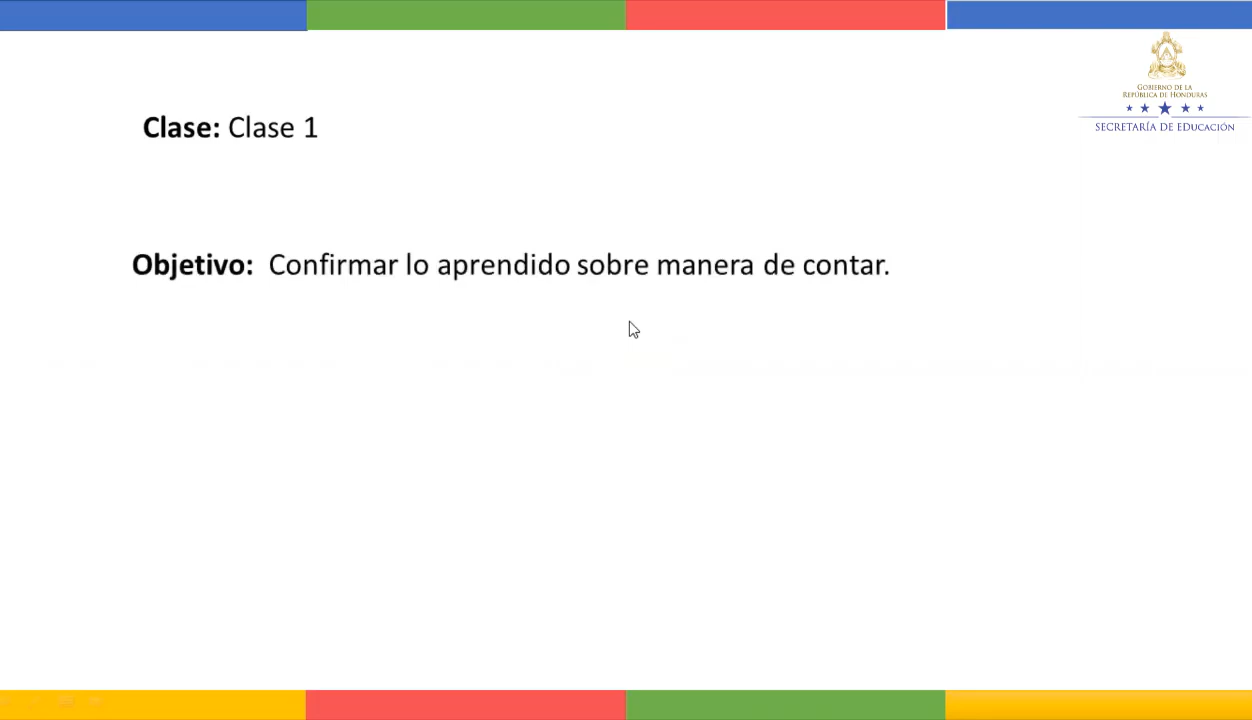 GOBIERNO DE LA
REPÚBLICA DE HONDURAS
SECRETARÍA DE EDUCACIÓN
Clase: Clase 1
Objetivo: Confirmar lo aprendido sobre manera de contar.